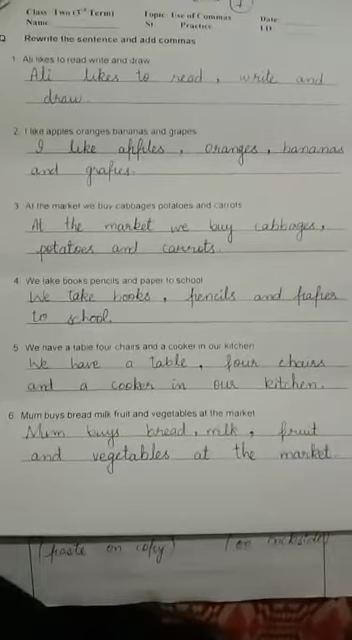 Class Two (3rd Term)
Topic Use of Commas
Date
Name
Practice
Rewrite the sentence and add commas
1 Ali likes to read write and draw
Ali likes to read, write and
draw.
2. I like apples oranges bananas and grapes
I like apples, oranges, bananas
and grapes.
3 At the market we buy cabbages potatoes and carrots
At the market we buy cabbages,
potatoes and carrots.
4 We take books pencils and paper to school
We take books, pencils and paper
to school.
5 We have a table four chairs and a cooker in our kitchen
We have a table, four chairs
and a cooker in our kitchen.
6 Mum buys bread milk fruit and vegetables at the market
Mum buys bread, milk, fruit
and vegetables at the market
(paste on copy)